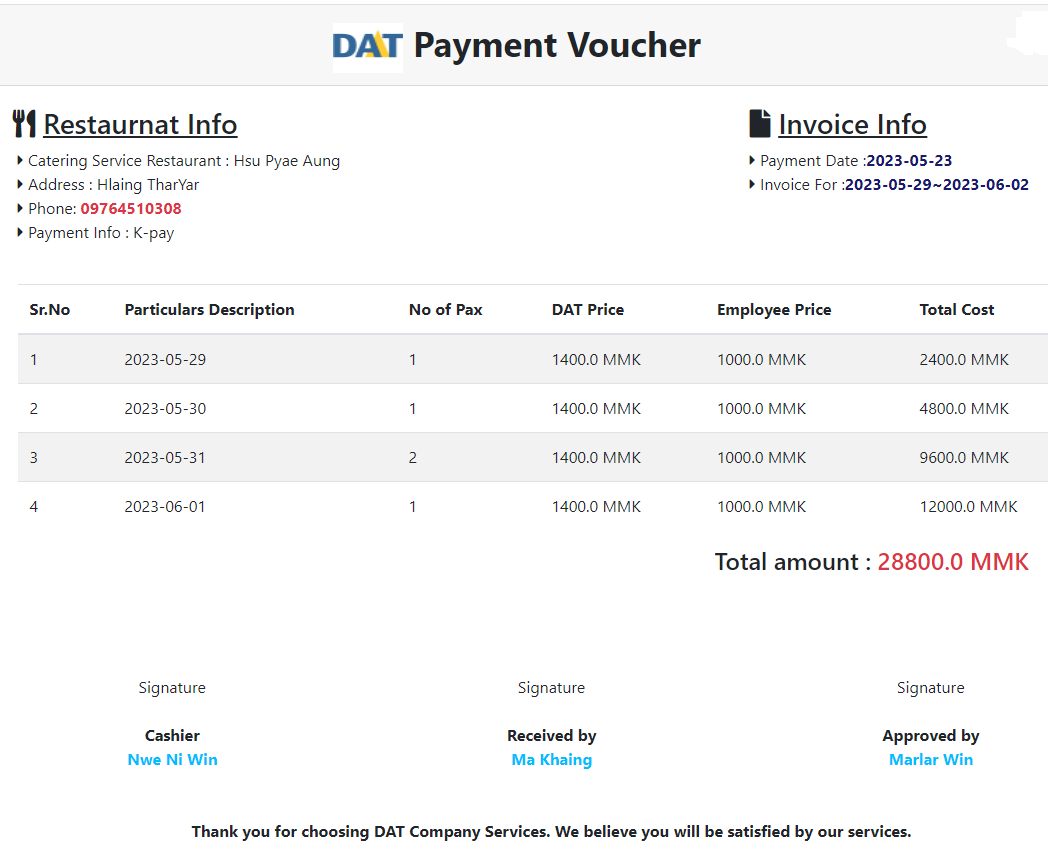 DAT Payment Voucher
Restaurnat Info
Catering Service Restaurant : Hsu Pyae Aung
Address : Hlaing TharYar
Phone: 09764510308
Payment Info : K-pay
Invoice Info
Payment Date :2023-05-23
Invoice For :2023-05-29~2023-06-02
Sr.No Particulars Description No of Pax DAT Price Employee Price Total Cost
1 2023-05-29 1 1400.0 MMK 1000.0 MMK 2400.0 MMK
2 2023-05-30 1 1400.0 MMK 1000.0 MMK 4800.0 MMK
3 2023-05-31 2 1400.0 MMK 1000.0 MMK 9600.0 MMK
4 2023-06-01 1 1400.0 MMK 1000.0 MMK 12000.0 MMK
Total amount : 28800.0 MMK
Signature Signature Signature
Cashier Received by Approved by
Nwe Ni Win Ma Khaing Marlar Win
Thank you for choosing DAT Company Services. We believe you will be satisfied by our services.